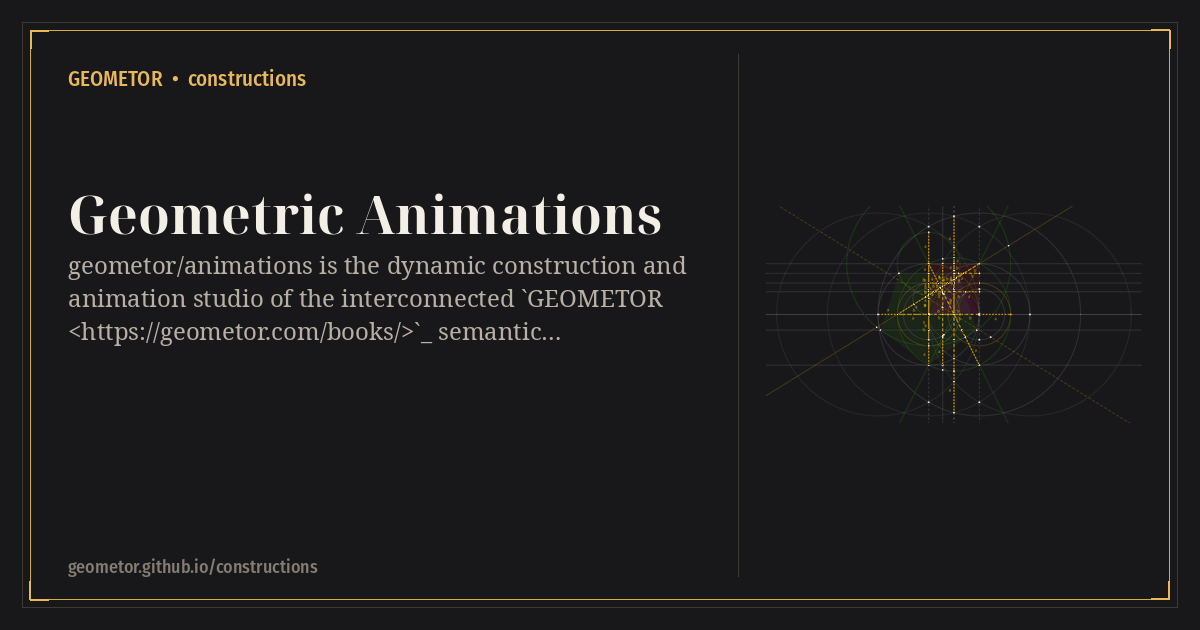 GEOMETOR • constructions
Geometric Animations
geometor/animations is the dynamic construction and
animation studio of the interconnected `GEOMETOR
<https://geometor.com/books/>`_ semantic...
geometor.github.io/constructions